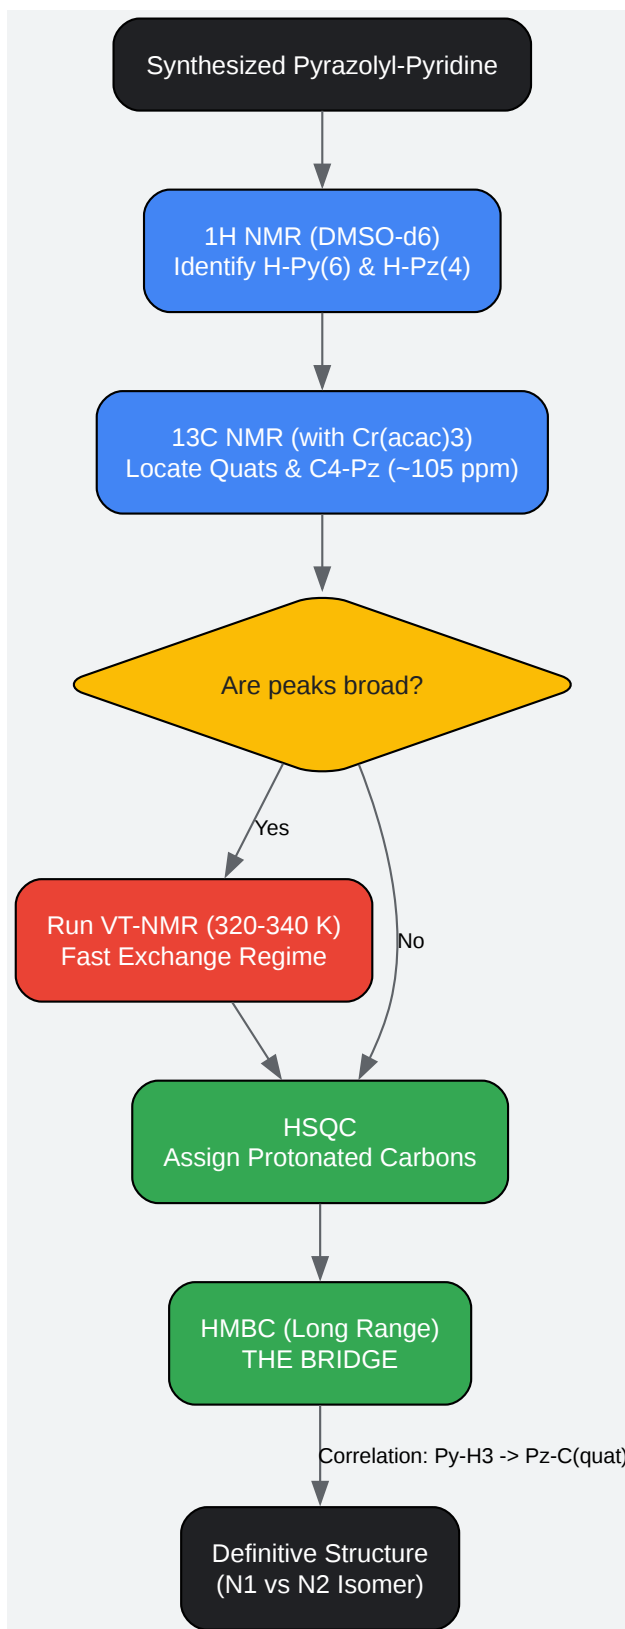 Synthesized Pyrazolyl-Pyridine
1H NMR (DMSO-d6)
Identify H-Py(6) & H-Pz(4)
13C NMR (with Cr(acac)3)
Locate Quats & C4-Pz (~105 ppm)
Are peaks broad?
Yes
Run VT-NMR (320-340 K)
Fast Exchange Regime
No
HSQC
Assign Protonated Carbons
HMBC (Long Range)
THE BRIDGE
Correlation: Py-H3 -> Pz-C(quat)
Definitive Structure
(N1 vs N2 Isomer)